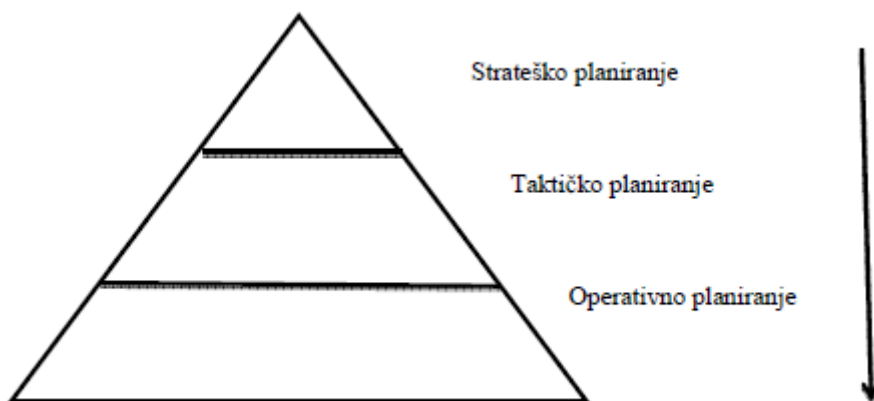 Strateško planiranje
Taktičko planiranje
Operativno planiranje